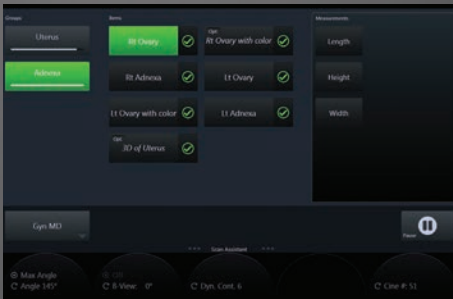 Groups
Items
Measurements
Uterus
Adnexa
Rt Ovary
Opt.
Rt Ovary with color
Rt Adnexa
Lt Ovary
Lt Ovary with color
Lt Adnexa
Opt.
3D of Uterus
Length
Height
Width
Gyn MD
Pause
Scan Assistant
Max Angle
Angle 145°
B-View: 0°
Dyn. Cont. 6
Cine #: 51